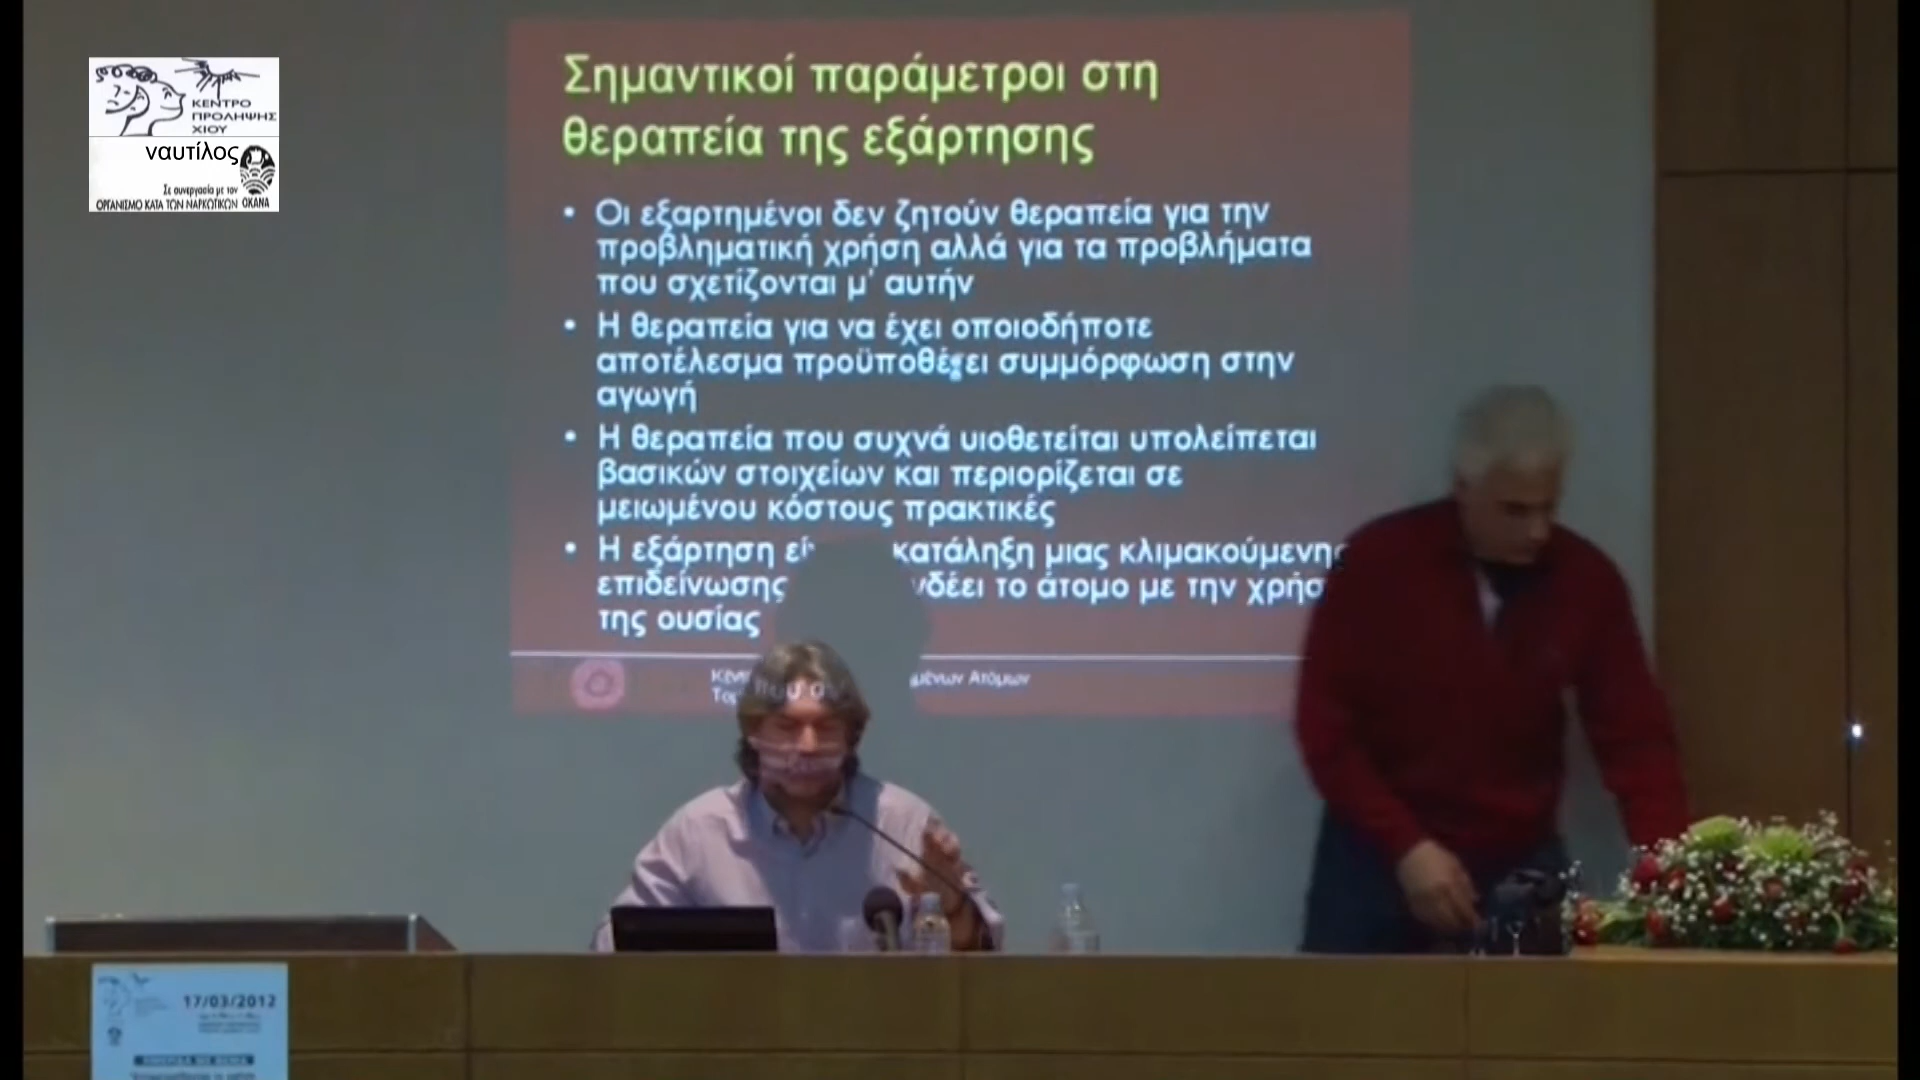 ΚΕΝΤΡΟ
ΠΡΟΛΗΨΗΣ
ΧΙΟΥ
ναυτίλος
Σε συνεργασία με τον
ΟΡΓΑΝΙΣΜΟ ΚΑΤΑ ΤΩΝ ΝΑΡΚΩΤΙΚΩΝ ΟΚΑΝΑ
Σημαντικοί παράμετροι στη
θεραπεία της εξάρτησης
• Οι εξαρτημένοι δεν ζητούν θεραπεία για την
προβληματική χρήση αλλά για τα προβλήματα
που σχετίζονται μ' αυτήν
• Η θεραπεία για να έχει οποιοδήποτε
αποτέλεσμα προϋποθέτει συμμόρφωση στην
αγωγή
• Η θεραπεία που συχνά υιοθετείται υπολείπεται
βασικών στοιχείων και περιορίζεται σε
μειωμένου κόστους πρακτικές
• Η εξάρτηση κατάληξη μιας κλιμακούμενης
επιδείνωσης το άτομο με την
της ουσίας
Ατόμων
17/03/2012